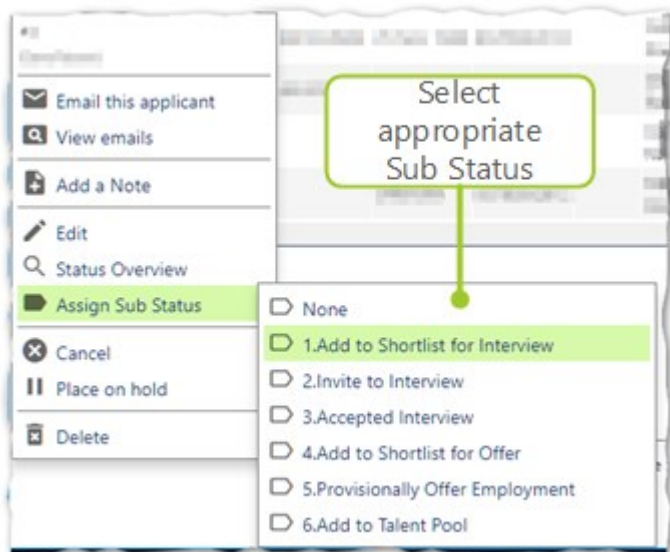 Email this applicant
View emails
Add a Note
Edit
Status Overview
Assign Sub Status
Cancel
Place on hold
Delete
Select
appropriate
Sub Status
None
1.Add to Shortlist for Interview
2.Invite to Interview
3.Accepted Interview
4.Add to Shortlist for Offer
5.Provisionally Offer Employment
6.Add to Talent Pool